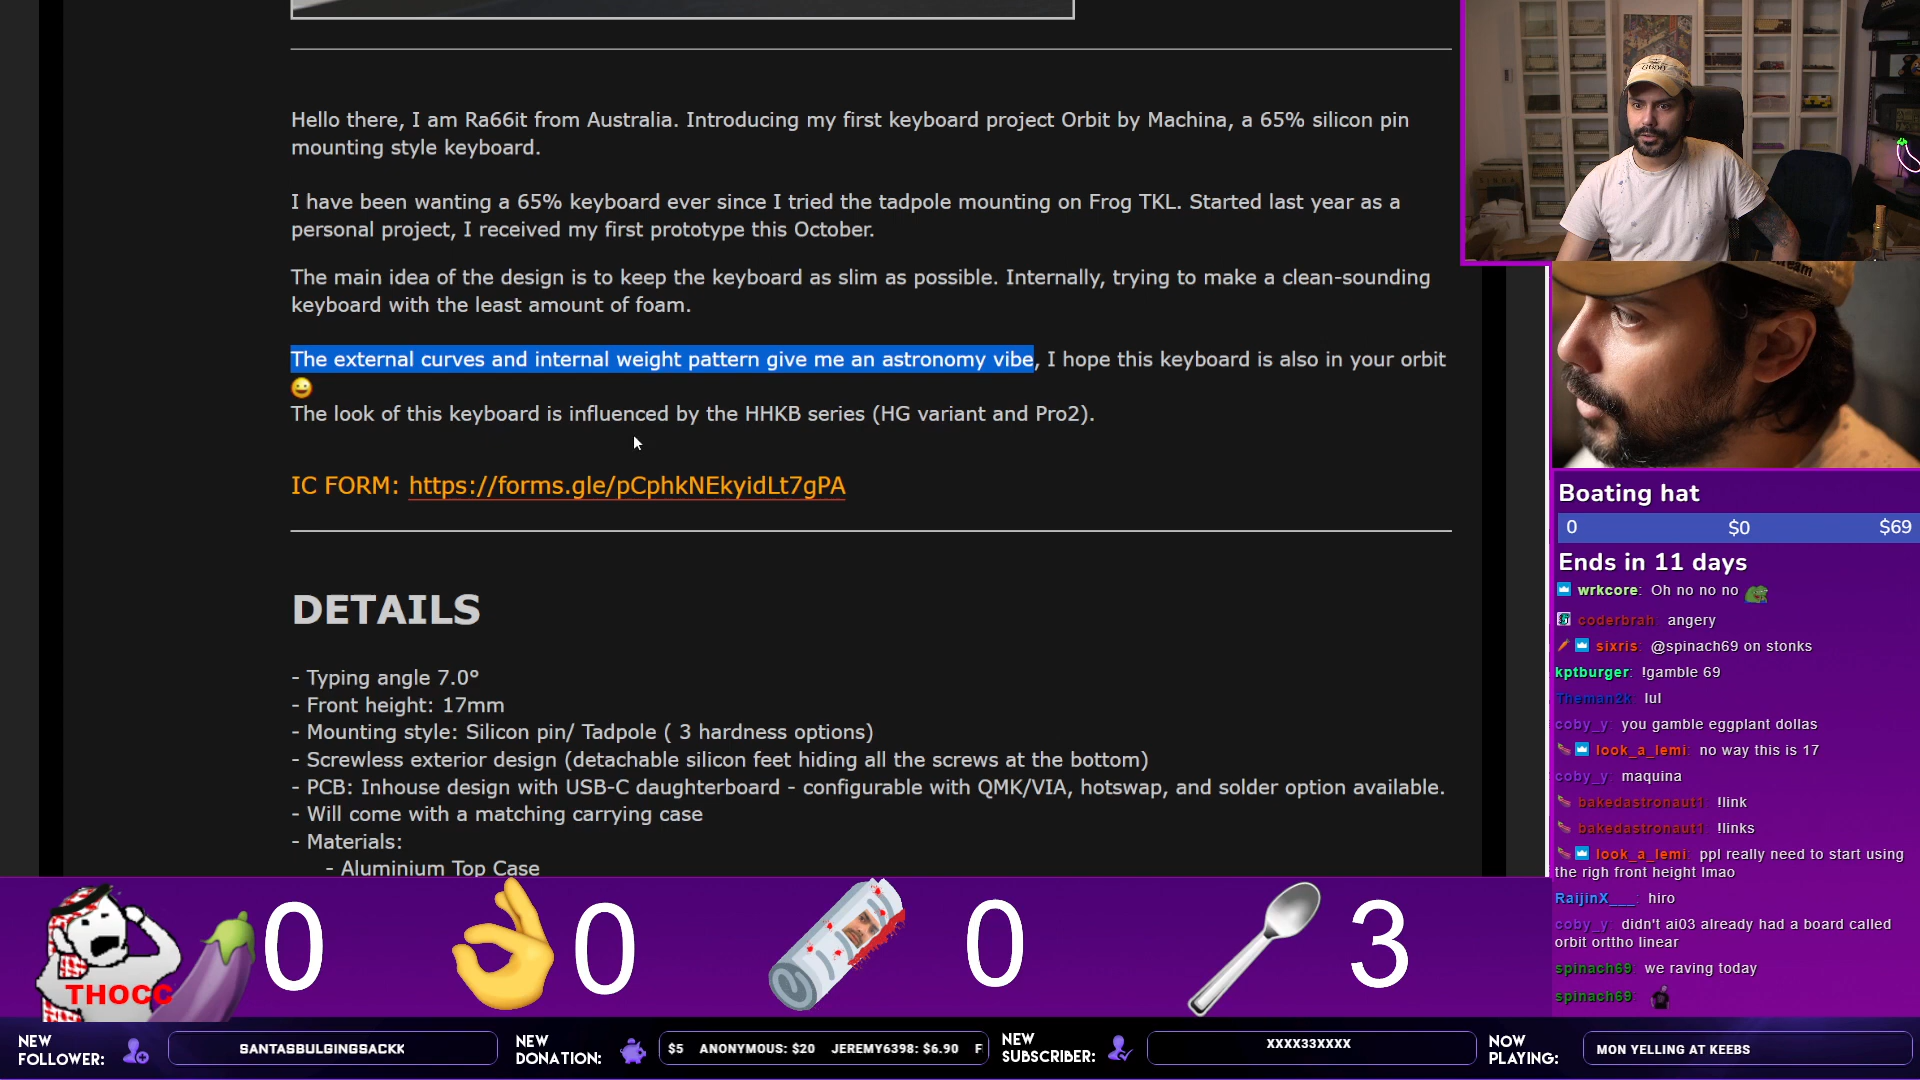 Hello there, I am Ra66it from Australia. Introducing my first keyboard project Orbit by Machina, a 65% silicon pin
mounting style keyboard.
I have been wanting a 65% keyboard ever since I tried the tadpole mounting on Frog TKL. Started last year as a
personal project, I received my first prototype this October.
The main idea of the design is to keep the keyboard as slim as possible. Internally, trying to make a clean-sounding
keyboard with the least amount of foam.
The external curves and internal weight pattern give me an astronomy vibe, I hope this keyboard is also in your orbit
The look of this keyboard is influenced by the HHKB series (HG variant and Pro2).
IC FORM: https://forms.gle/pCphkNEkyidLt7gPA
DETAILS
- Typing angle 7.0°
- Front height: 17mm
- Mounting style: Silicon pin/ Tadpole ( 3 hardness options)
- Screwless exterior design (detachable silicon feet hiding all the screws at the bottom)
- PCB: Inhouse design with USB-C daughterboard - configurable with QMK/VIA, hotswap, and solder option available.
- Will come with a matching carrying case
- Materials:
- Aluminium Top Case
Boating hat
0 $0 $69
Ends in 11 days
wrkcore: Oh no no no
coderbrah: angery
sixris: @spinach69 on stonks
kptburger: !gamble 69
Theman2k: lul
coby_y: you gamble eggplant dollas
look_a_lemi: no way this is 17
coby_y: maquina
bakedastronaut1: !link
bakedastronaut1: !links
look_a_lemi: ppl really need to start using
the righ front height lmao
RaijinX___: hiro
coby_y: didn't ai03 already had a board called
orbit orttho linear
spinach69: we raving today
spinach69:
THOCC 0 0 0 3
NEW
FOLLOWER: SANTASBULGINGSACKK
NEW
DONATION: $5 ANONYMOUS: $20 JEREMY6398: $6.90 F
NEW
SUBSCRIBER: XXXX33XXXX
NOW
PLAYING: MON YELLING AT KEEBS